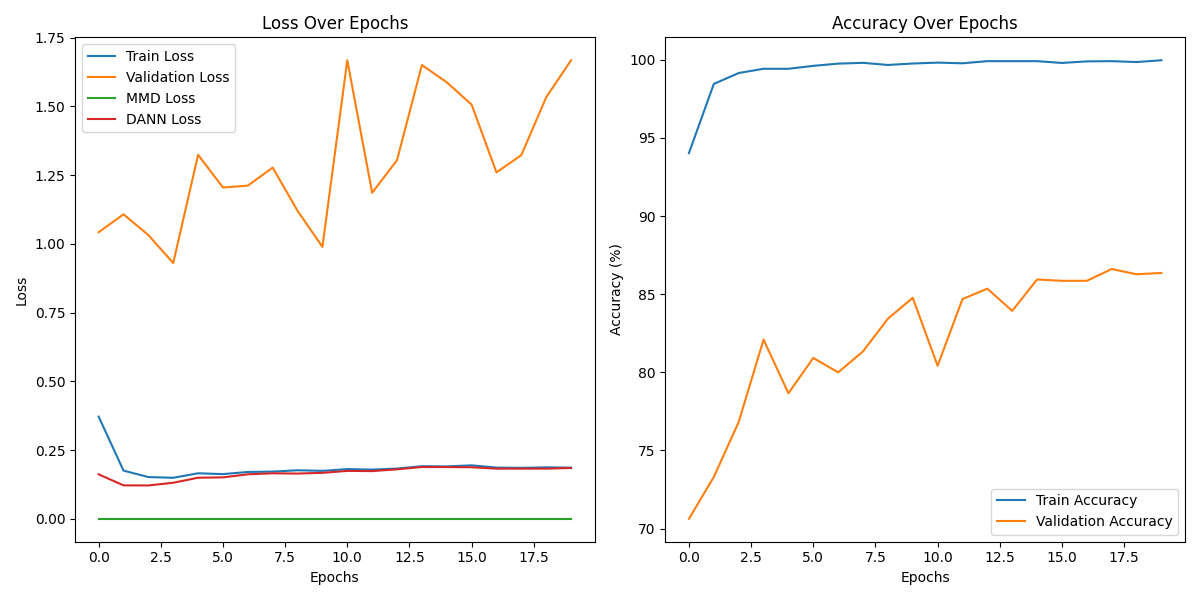 Loss Over Epochs
1.75
1.50
1.25
1.00
0.75
0.50
0.25
0.00
Loss
Train Loss
Validation Loss
MMD Loss
DANN Loss
0.0 2.5 5.0 7.5 10.0 12.5 15.0 17.5
Epochs
Accuracy Over Epochs
100
95
90
85
80
75
70
Accuracy (%)
Train Accuracy
Validation Accuracy
0.0 2.5 5.0 7.5 10.0 12.5 15.0 17.5
Epochs